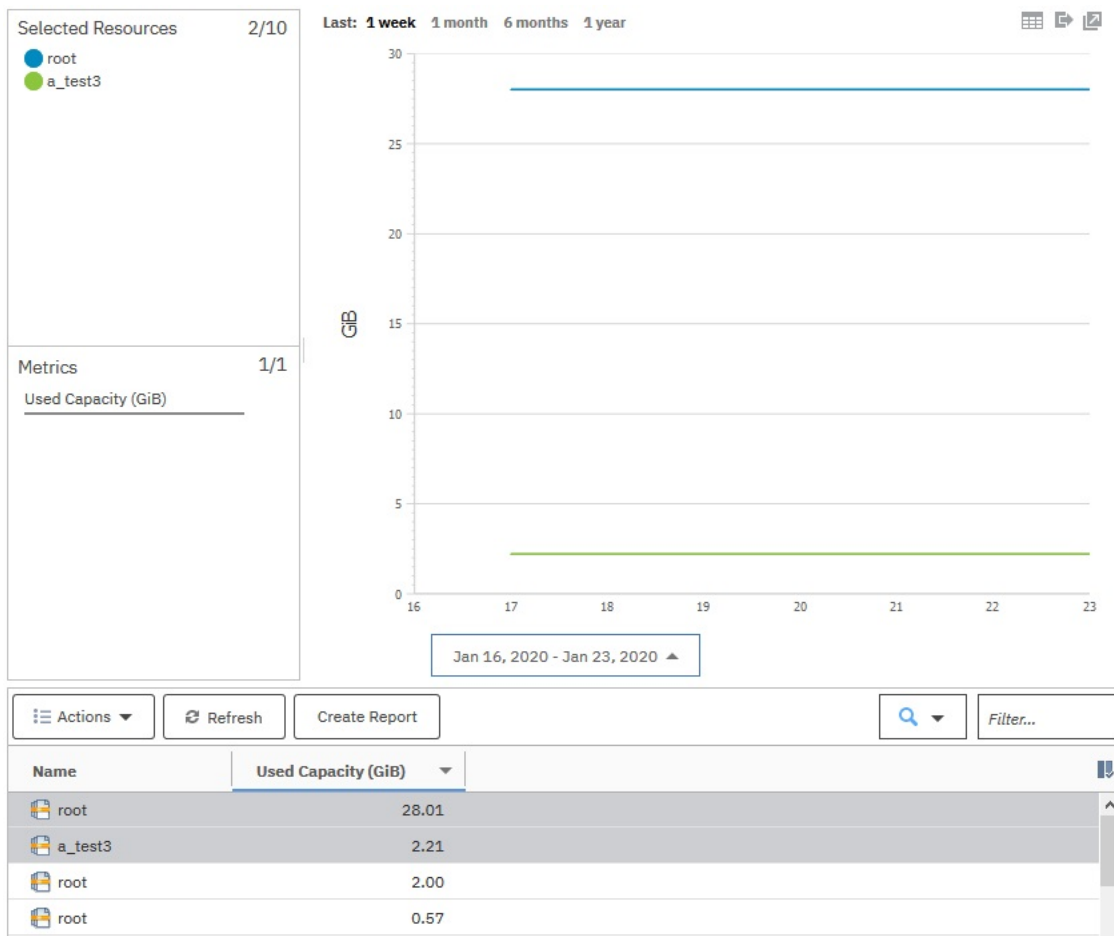 Selected Resources 2/10
root
a_test3
Metrics 1/1
Used Capacity (GiB)
Last: 1 week 1 month 6 months 1 year
30
25
20
15
10
5
0
GiB
16 17 18 19 20 21 22 23
Jan 16, 2020 - Jan 23, 2020
Actions Refresh Create Report Filter...
Name Used Capacity (GiB)
root 28.01
a_test3 2.21
root 2.00
root 0.57